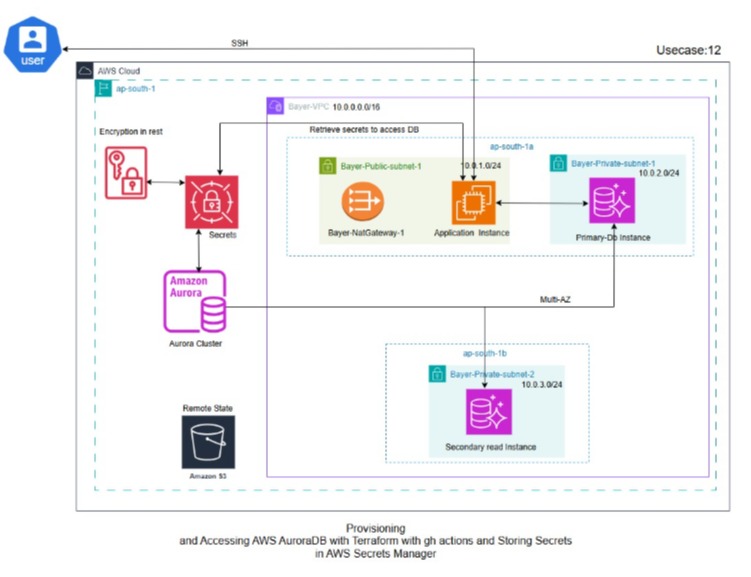 user
SSH
Usecase:12
AWS Cloud
ap-south-1
Bayer-VPC 10.0.0.0/16
Encryption in rest
Retrieve secrets to access DB
ap-south-1a
Bayer-Public-subnet-1
10.0.1.0/24
Bayer-Private-subnet-1
10.0.2.0/24
Secrets
Bayer-NatGateway-1
Application Instance
Primary-Db Instance
Amazon
Aurora
Multi-AZ
Aurora Cluster
ap-south-1b
Bayer-Private-subnet-2
10.0.3.0/24
Remote State
Secondary read Instance
Amazon S3
Provisioning
and Accessing AWS AuroraDB with Terraform with gh actions and Storing Secrets
in AWS Secrets Manager